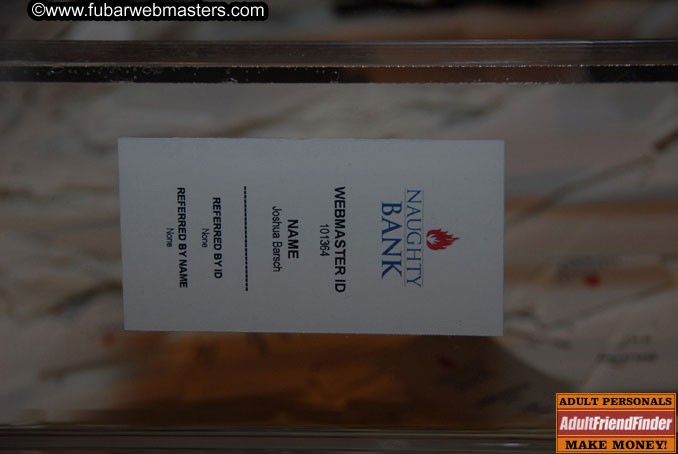 ©www.fubarwebmasters.com
NAUGHTY
BANK
WEBMASTER ID
101364
NAME
Joshua Barsch
--------------------
REFERRED BY ID
None
REFERRED BY NAME
None
ADULT PERSONALS
AdultFriendFinder
MAKE MONEY!